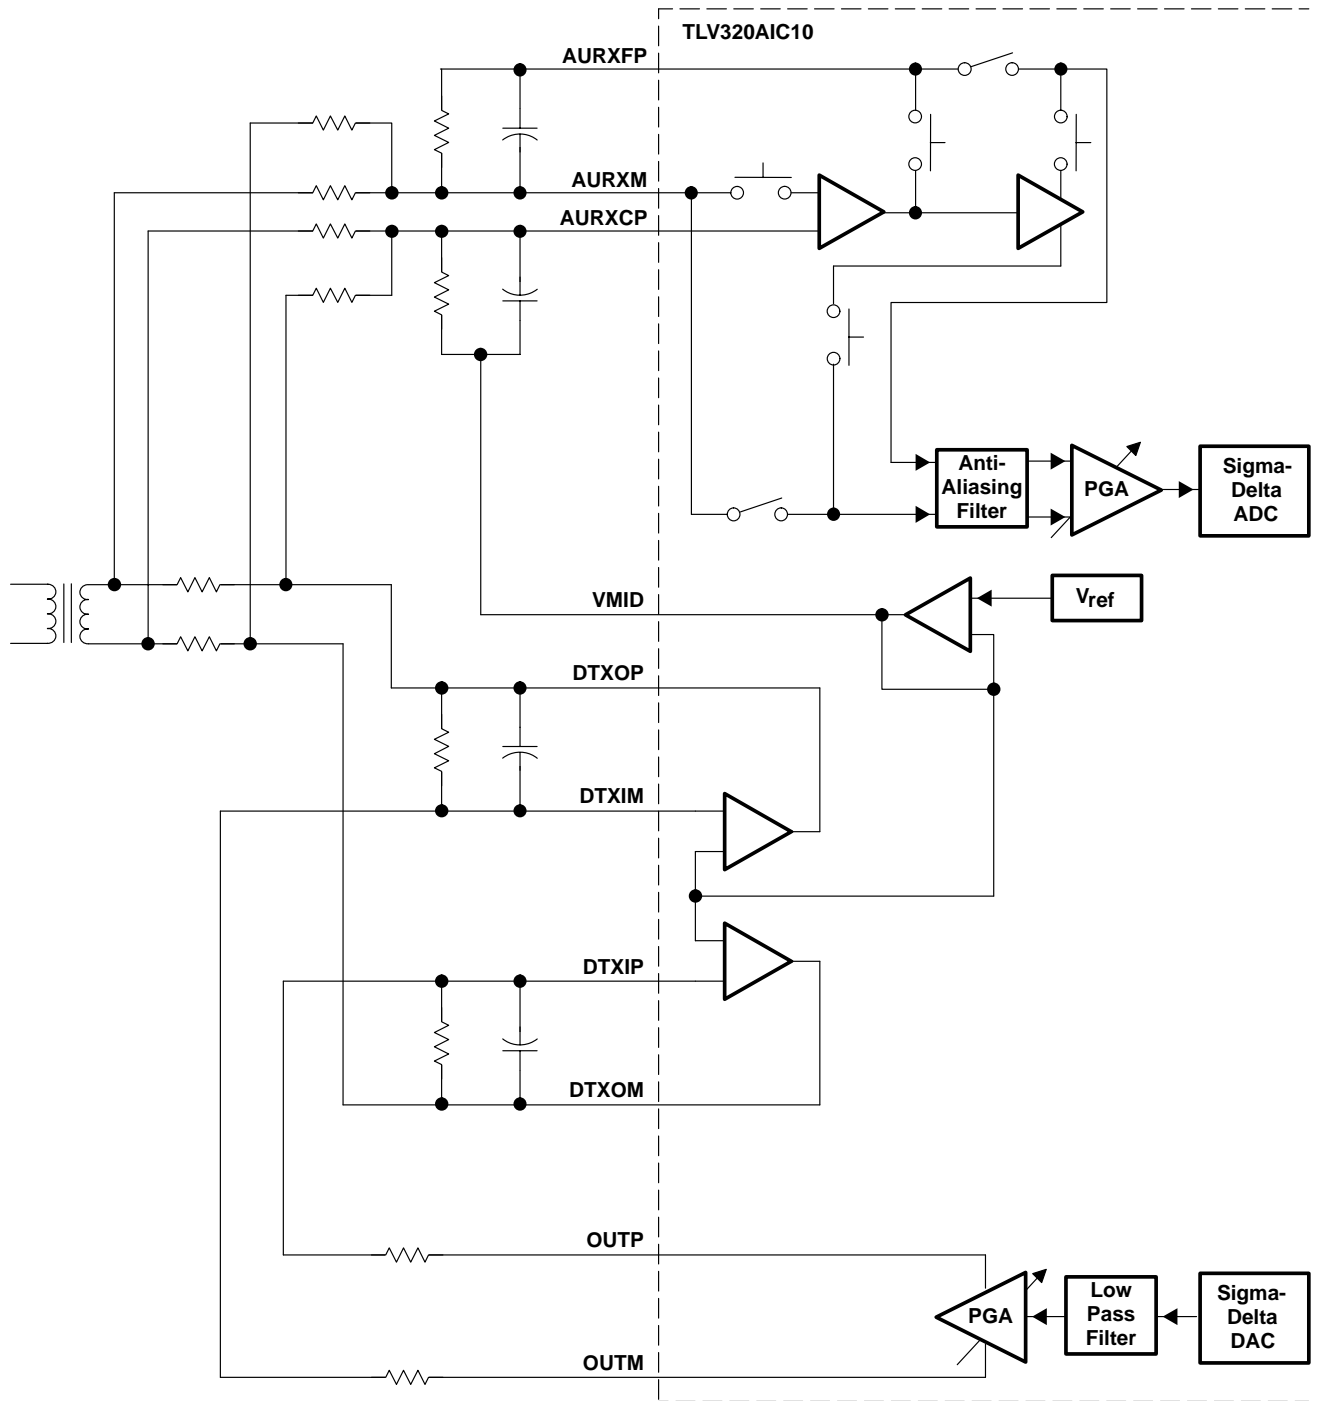 TLV320AIC10
AURXFP
AURXM
AURXCP
Anti-
Aliasing
Filter
PGA
Sigma-
Delta
ADC
VMID
Vref
DTXOP
DTXIM
DTXIP
DTXOM
OUTP
PGA
Low
Pass
Filter
Sigma-
Delta
DAC
OUTM